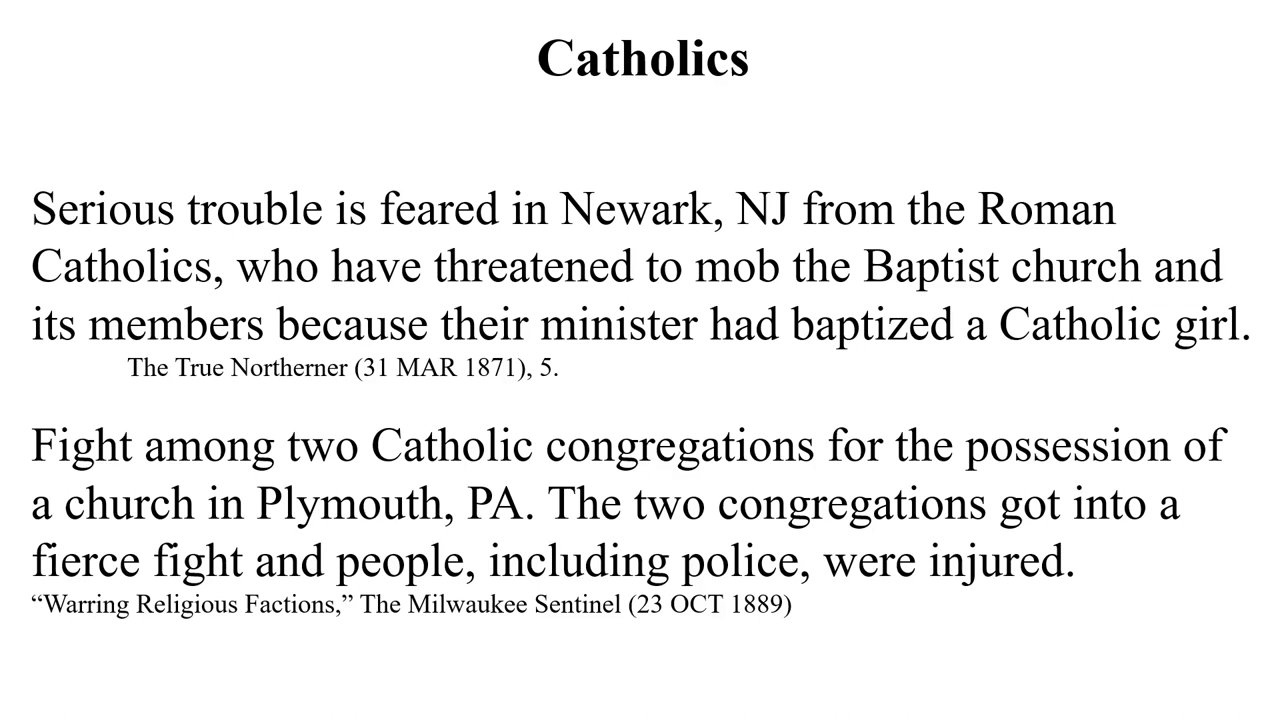 Catholics
Serious trouble is feared in Newark, NJ from the Roman
Catholics, who have threatened to mob the Baptist church and
its members because their minister had baptized a Catholic girl.
The True Northerner (31 MAR 1871), 5.
Fight among two Catholic congregations for the possession of
a church in Plymouth, PA. The two congregations got into a
fierce fight and people, including police, were injured.
“Warring Religious Factions,” The Milwaukee Sentinel (23 OCT 1889)